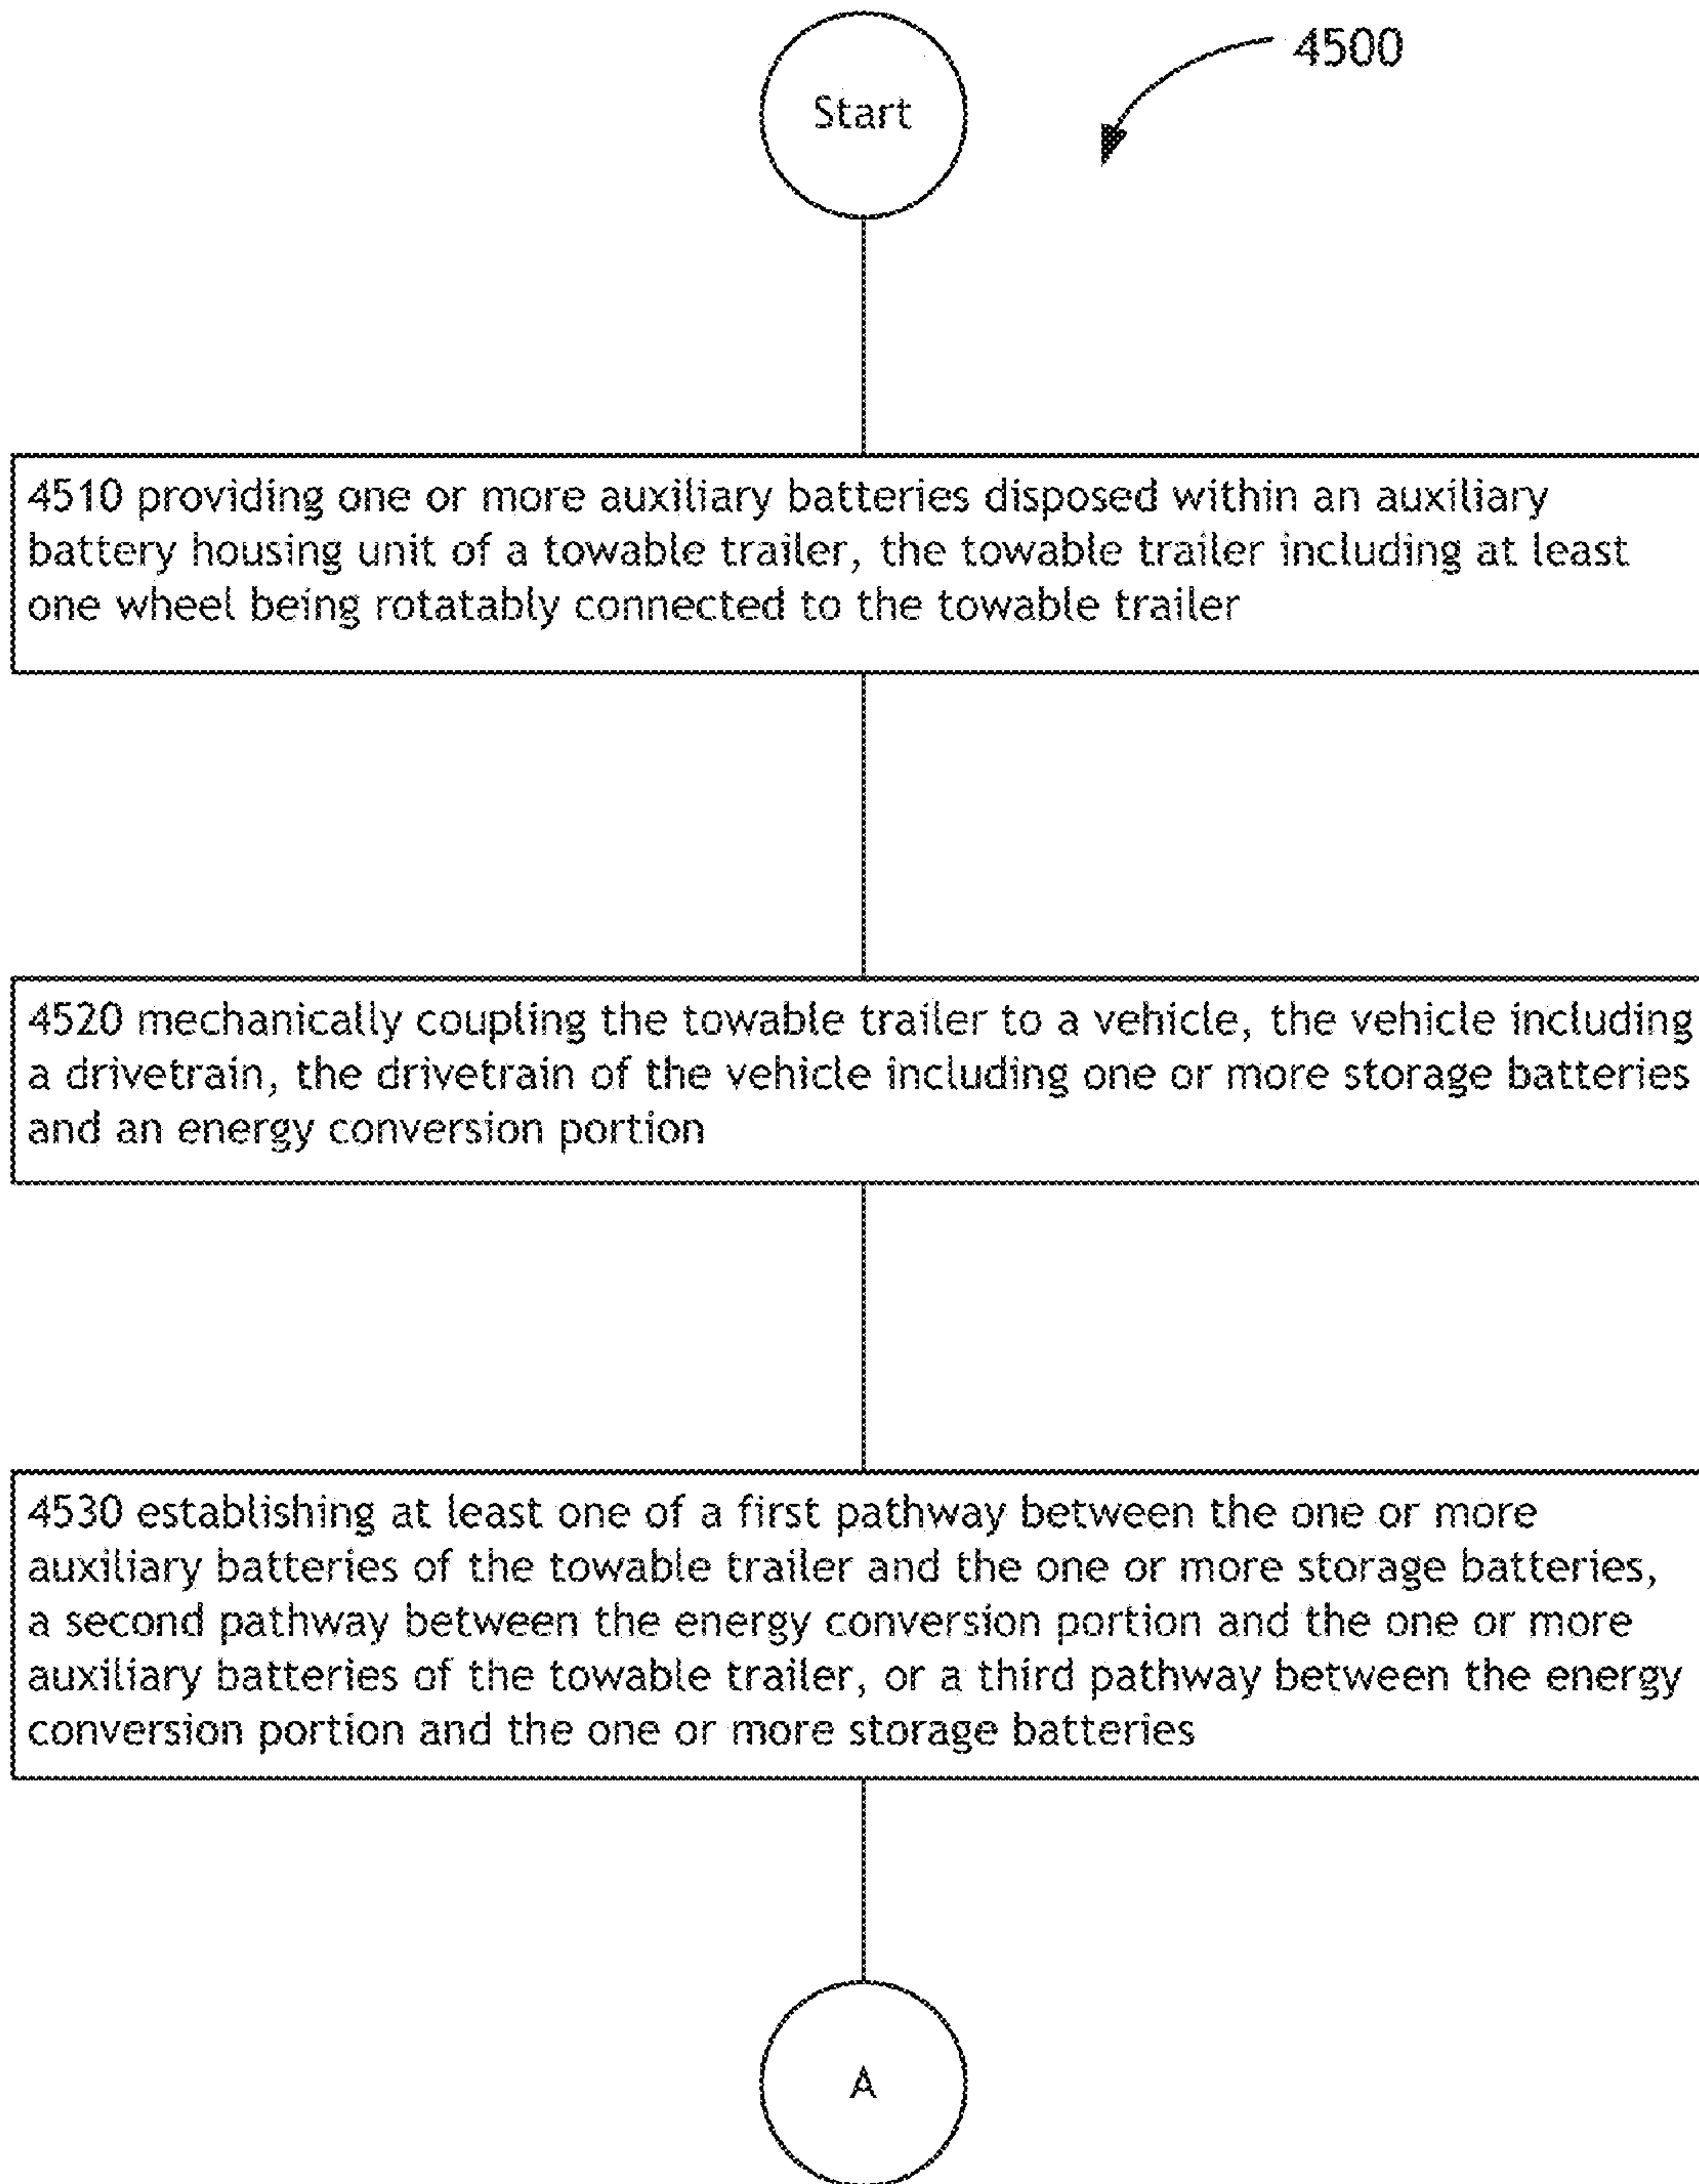 4500
Start
4510 providing one or more auxiliary batteries disposed within an auxiliary
battery housing unit of a towable trailer, the towable trailer including at least
one wheel being rotatably connected to the towable trailer
4520 mechanically coupling the towable trailer to a vehicle, the vehicle including
a drivetrain, the drivetrain of the vehicle including one or more storage batteries
and an energy conversion portion
4530 establishing at least one of a first pathway between the one or more
auxiliary batteries of the towable trailer and the one or more storage batteries,
a second pathway between the energy conversion portion and the one or more
auxiliary batteries of the towable trailer, or a third pathway between the energy
conversion portion and the one or more storage batteries
A